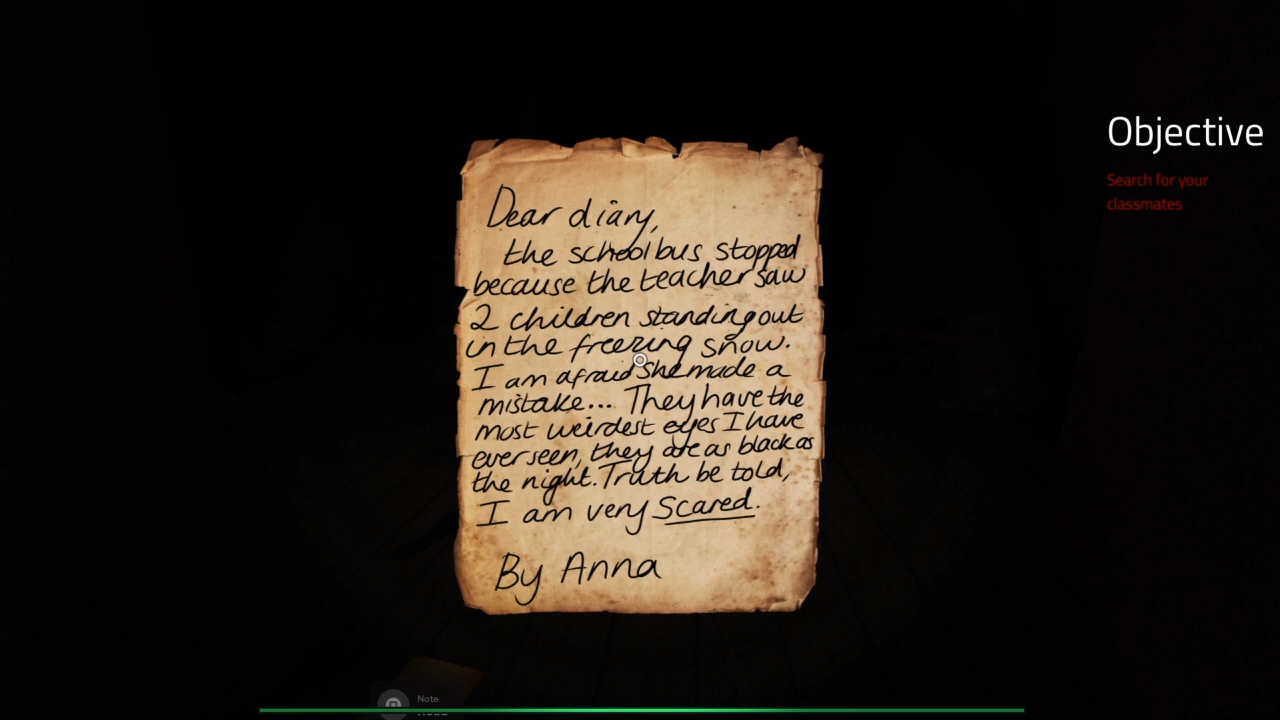 Objective
Search for your
classmates
Dear diary,
the school bus stopped
because the teacher saw
2 children standing out
in the freezing snow.
I am afraid she made a
mistake... They have the
most weirdest eyes I have
ever seen, they are as black as
the night. Truth be told,
I am very Scared.
By Anna
Note
Read